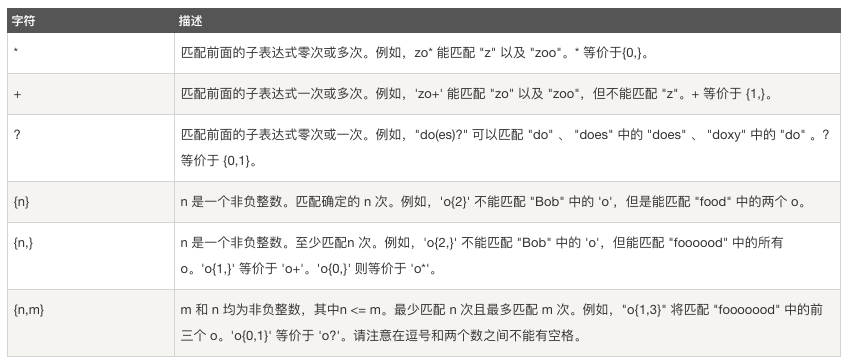 字符 描述
* 匹配前面的子表达式零次或多次。例如，zo* 能匹配 "z" 以及 "zoo"。* 等价于{0,}。
+ 匹配前面的子表达式一次或多次。例如，'zo+' 能匹配 "zo" 以及 "zoo"，但不能匹配 "z"。+ 等价于 {1,}。
? 匹配前面的子表达式零次或一次。例如，"do(es)?" 可以匹配 "do" 、 "does" 中的 "does" 、 "doxy" 中的 "do" 。?
等价于 {0,1}。
{n} n 是一个非负整数。匹配确定的 n 次。例如，'o{2}' 不能匹配 "Bob" 中的 'o'，但是能匹配 "food" 中的两个 o。
{n,} n 是一个非负整数。至少匹配n 次。例如，'o{2,}' 不能匹配 "Bob" 中的 'o'，但能匹配 "foooood" 中的所有
o。'o{1,}' 等价于 'o+'。'o{0,}' 则等价于 'o*'。
{n,m} m 和 n 均为非负整数，其中n <= m。最少匹配 n 次且最多匹配 m 次。例如，"o{1,3}" 将匹配 "fooooood" 中的前
三个 o。'o{0,1}' 等价于 'o?'。请注意在逗号和两个数之间不能有空格。